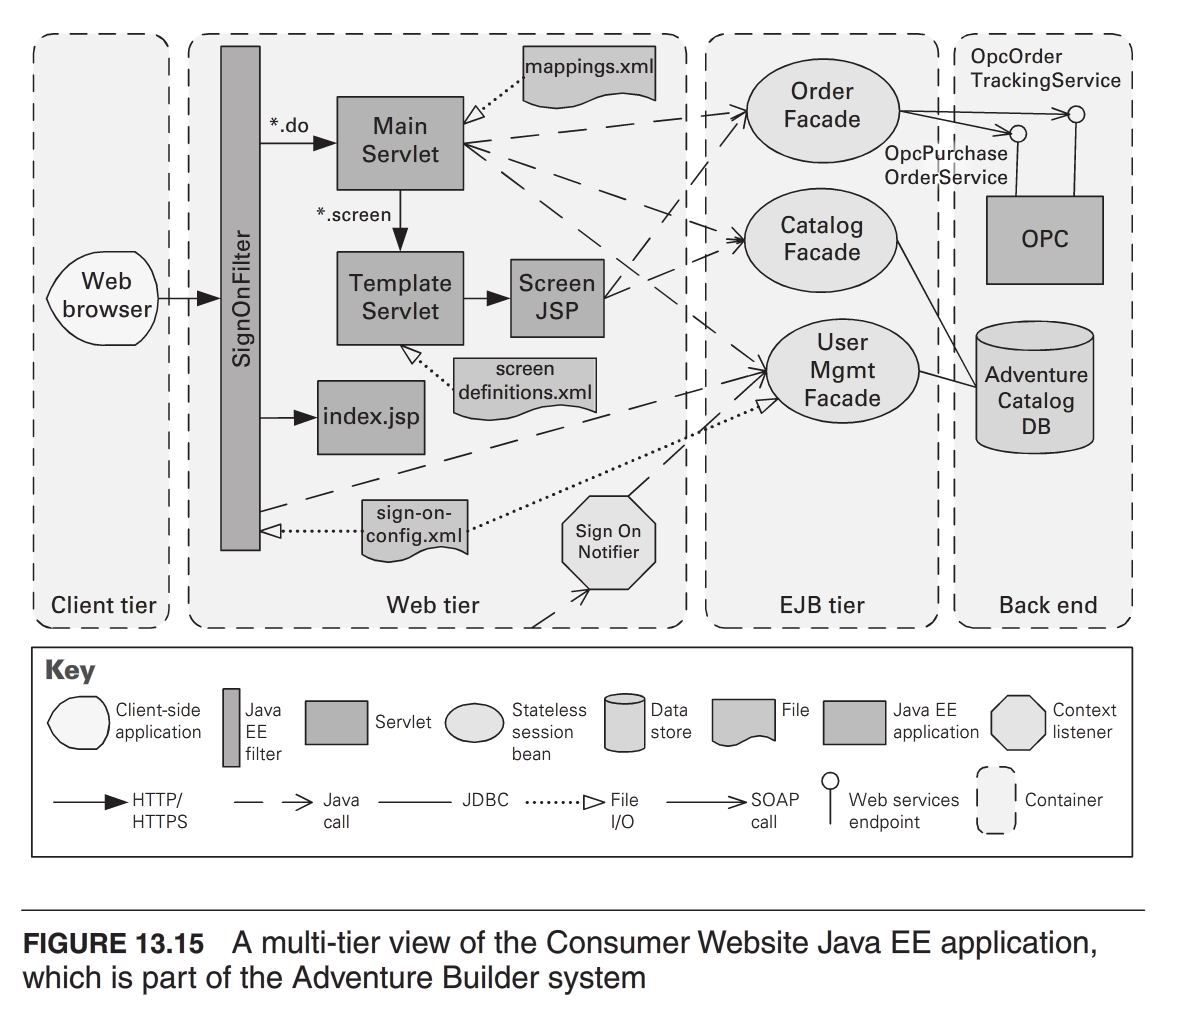 OpcOrder
TrackingService
mappings.xml
Order
Facade
*.do
Main
Servlet
OpcPurchase
OrderService
*.screen
Catalog
Facade
OPC
SignOnFilter
Web
browser
Template
Servlet
Screen
JSP
User
Mgmt
Facade
screen
definitions.xml
Adventure
Catalog
DB
index.jsp
sign-on-
config.xml
Sign On
Notifier
Client tier
Web tier
EJB tier
Back end
Key
Client-side
application
Java
EE
filter
Servlet
Stateless
session
bean
Data
store
File
Java EE
application
Context
listener
HTTP/
HTTPS
Java
call
JDBC
File
I/O
SOAP
call
Web services
endpoint
Container
FIGURE 13.15 A multi-tier view of the Consumer Website Java EE application,
which is part of the Adventure Builder system